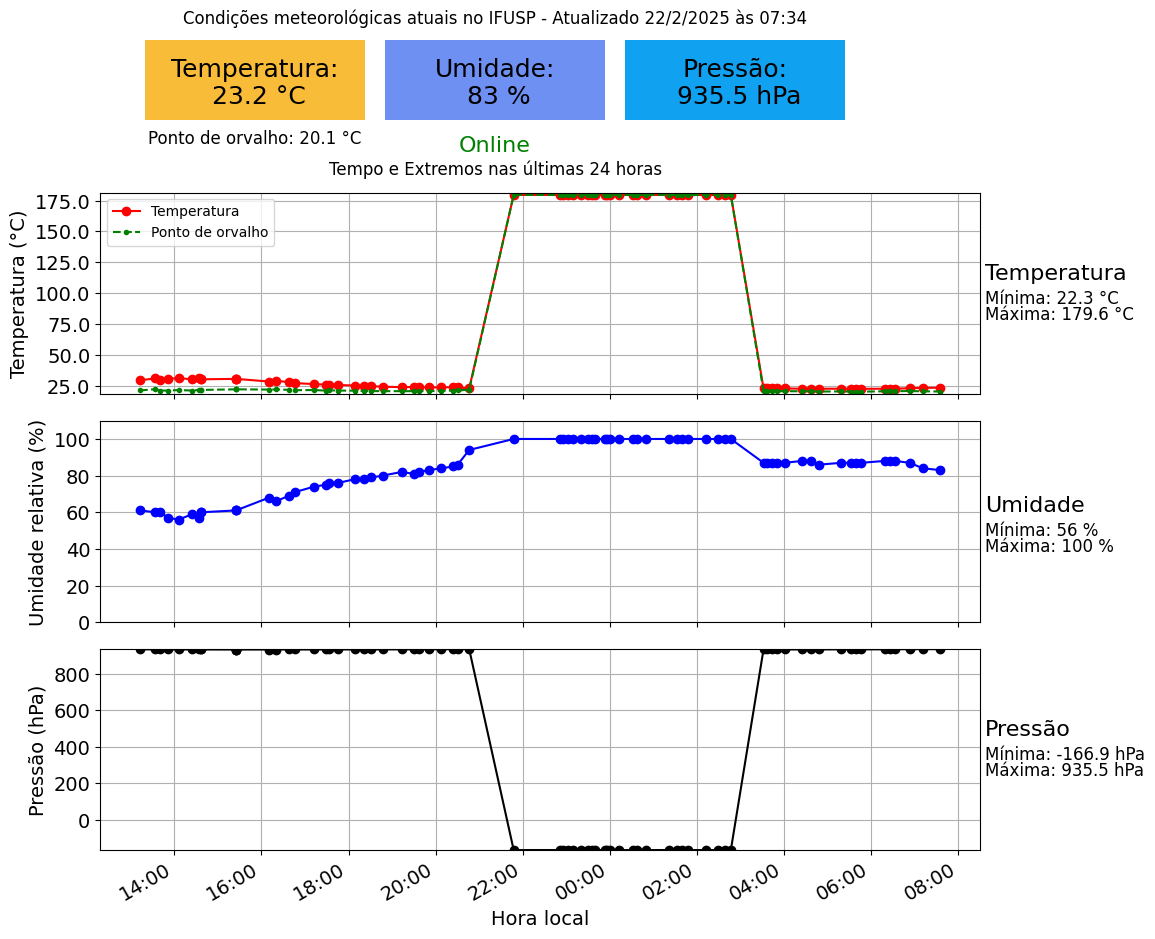 Condições meteorológicas atuais no IFUSP - Atualizado 22/2/2025 às 07:34
Temperatura:
23.2 °C
Umidade:
83 %
Pressão:
935.5 hPa
Ponto de orvalho: 20.1 °C
Online
Tempo e Extremos nas últimas 24 horas
Temperatura (°C)
175.0
150.0
125.0
100.0
75.0
50.0
25.0
Temperatura
Ponto de orvalho
Temperatura
Mínima: 22.3 °C
Máxima: 179.6 °C
Umidade relativa (%)
100
80
60
40
20
0
Umidade
Mínima: 56 %
Máxima: 100 %
Pressão (hPa)
800
600
400
200
0
Pressão
Mínima: -166.9 hPa
Máxima: 935.5 hPa
14:00
16:00
18:00
20:00
22:00
00:00
02:00
04:00
06:00
08:00
Hora local